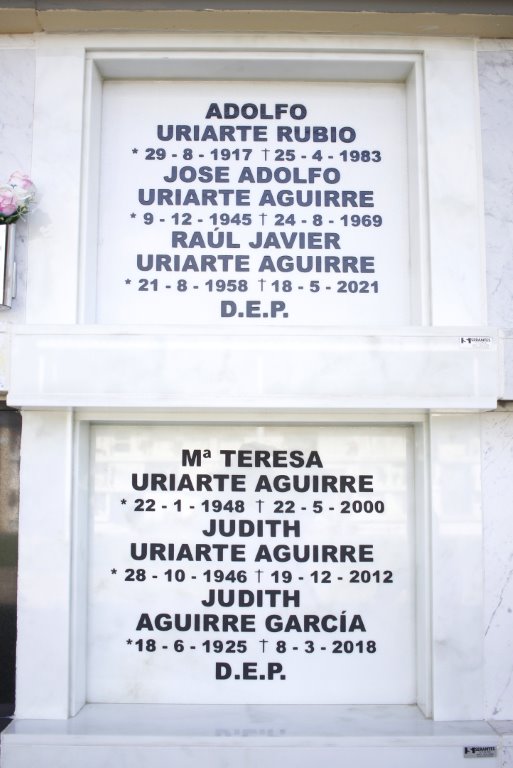 ADOLFO
URIARTE RUBIO
* 29 - 8 - 1917 † 25 - 4 - 1983
JOSE ADOLFO
URIARTE AGUIRRE
* 9 - 12 - 1945 † 24 - 8 - 1969
RAÚL JAVIER
URIARTE AGUIRRE
* 21 - 8 - 1958 † 18 - 5 - 2021
D.E.P.
Mª TERESA
URIARTE AGUIRRE
* 22 - 1 - 1948 † 22 - 5 - 2000
JUDITH
URIARTE AGUIRRE
* 28 - 10 - 1946 † 19 - 12 - 2012
JUDITH
AGUIRRE GARCÍA
*18 - 6 - 1925 † 8 - 3 - 2018
D.E.P.